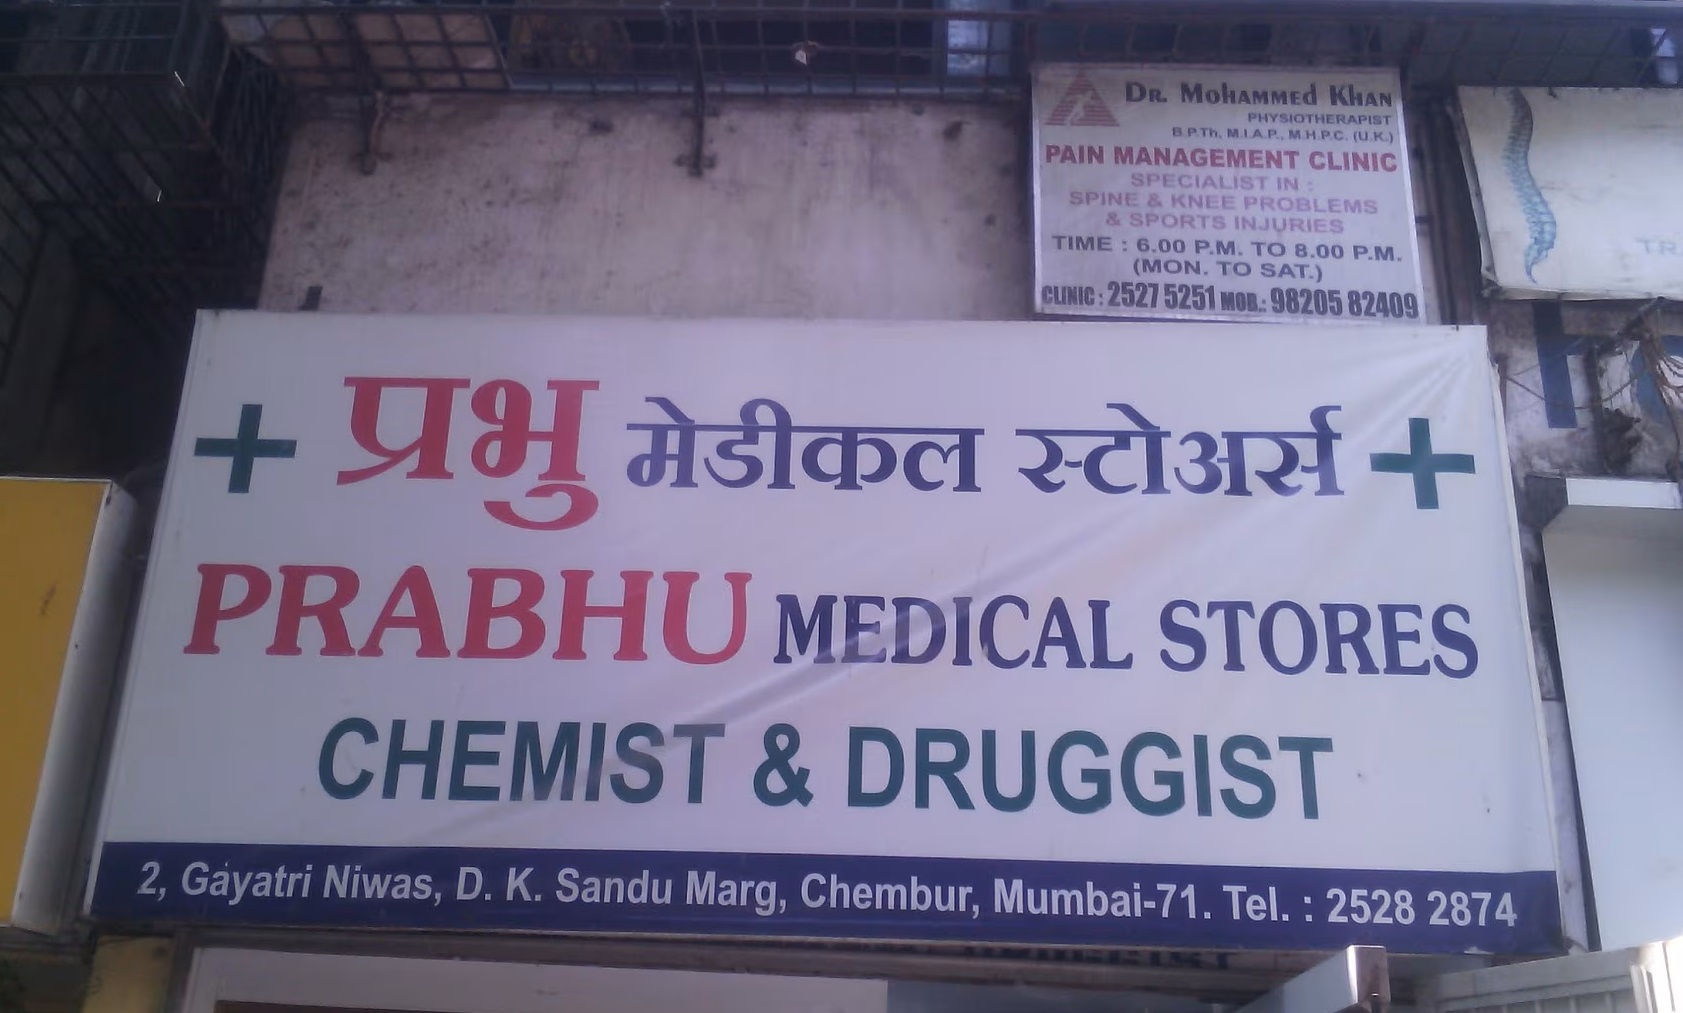 Dr. Mohammed Khan
PHYSIOTHERAPIST
B.P.Th, M.I.A.P., M.H.P.C. (U.K.)
PAIN MANAGEMENT CLINIC
SPECIALIST IN :
SPINE & KNEE PROBLEMS
& SPORTS INJURIES
TIME : 6.00 P.M. TO 8.00 P.M.
(MON. TO SAT.)
CLINIC : 2527 5251 MOB.: 98205 82409
प्रभु मेडीकल स्टोअर्स
PRABHU MEDICAL STORES
CHEMIST & DRUGGIST
2, Gayatri Niwas, D. K. Sandu Marg, Chembur, Mumbai-71. Tel. : 2528 2874